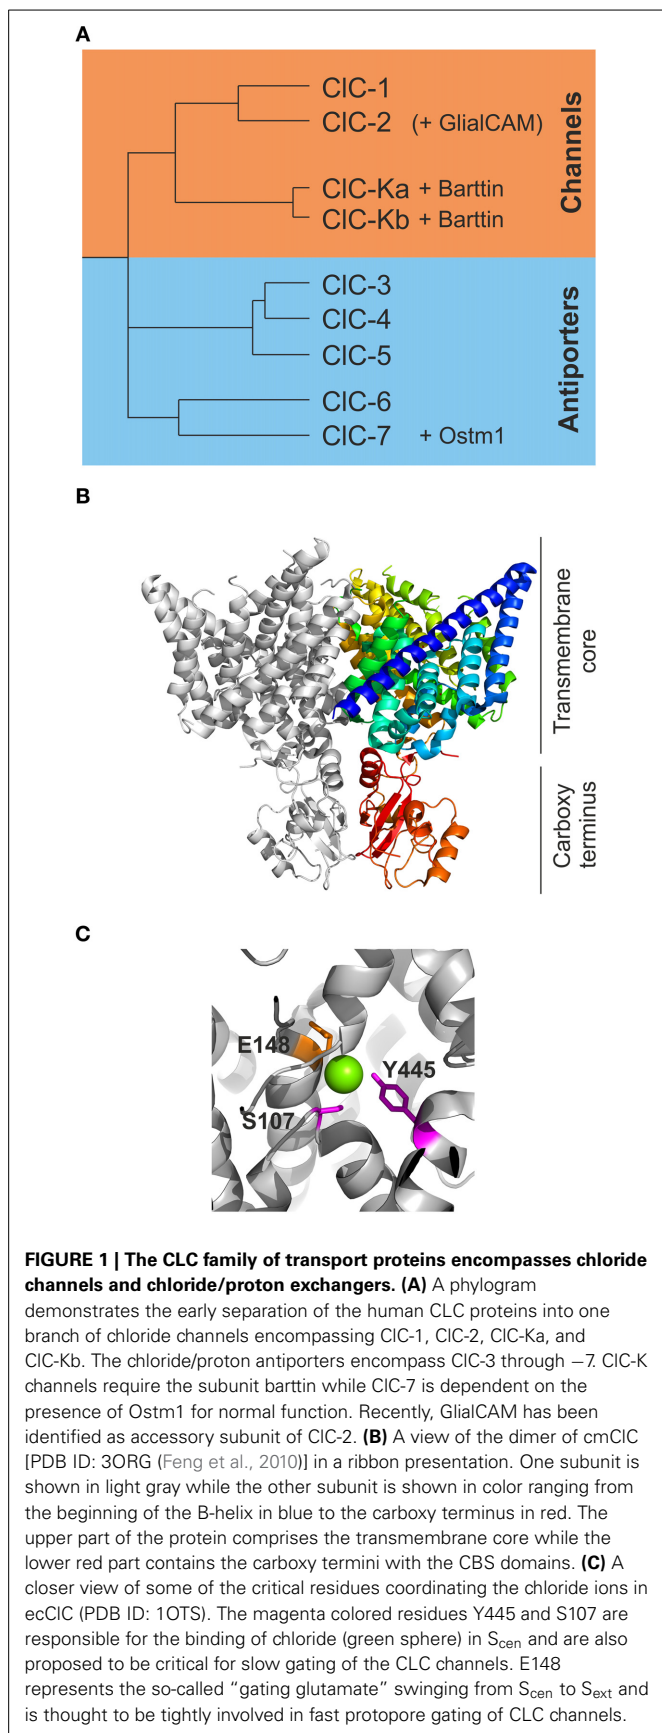 A
ClC-1
ClC-2 (+ GlialCAM)
ClC-Ka + Barttin
ClC-Kb + Barttin
Channels
ClC-3
ClC-4
ClC-5
ClC-6
ClC-7 + Ostm1
Antiporters
B
Transmembrane
core
Carboxy
terminus
C
E148
Y445
S107
FIGURE 1 | The CLC family of transport proteins encompasses chloride
channels and chloride/proton exchangers. (A) A phylogram
demonstrates the early separation of the human CLC proteins into one
branch of chloride channels encompassing ClC-1, ClC-2, ClC-Ka, and
ClC-Kb. The chloride/proton antiporters encompass ClC-3 through −7. ClC-K
channels require the subunit barttin while ClC-7 is dependent on the
presence of Ostm1 for normal function. Recently, GlialCAM has been
identified as accessory subunit of ClC-2. (B) A view of the dimer of cmClC
[PDB ID: 3ORG (Feng et al., 2010)] in a ribbon presentation. One subunit is
shown in light gray while the other subunit is shown in color ranging from
the beginning of the B-helix in blue to the carboxy terminus in red. The
upper part of the protein comprises the transmembrane core while the
lower red part contains the carboxy termini with the CBS domains. (C) A
closer view of some of the critical residues coordinating the chloride ions in
ecClC (PDB ID: 1OTS). The magenta colored residues Y445 and S107 are
responsible for the binding of chloride (green sphere) in Scen and are also
proposed to be critical for slow gating of the CLC channels. E148
represents the so-called “gating glutamate” swinging from Scen to Sext and
is thought to be tightly involved in fast protopore gating of CLC channels.